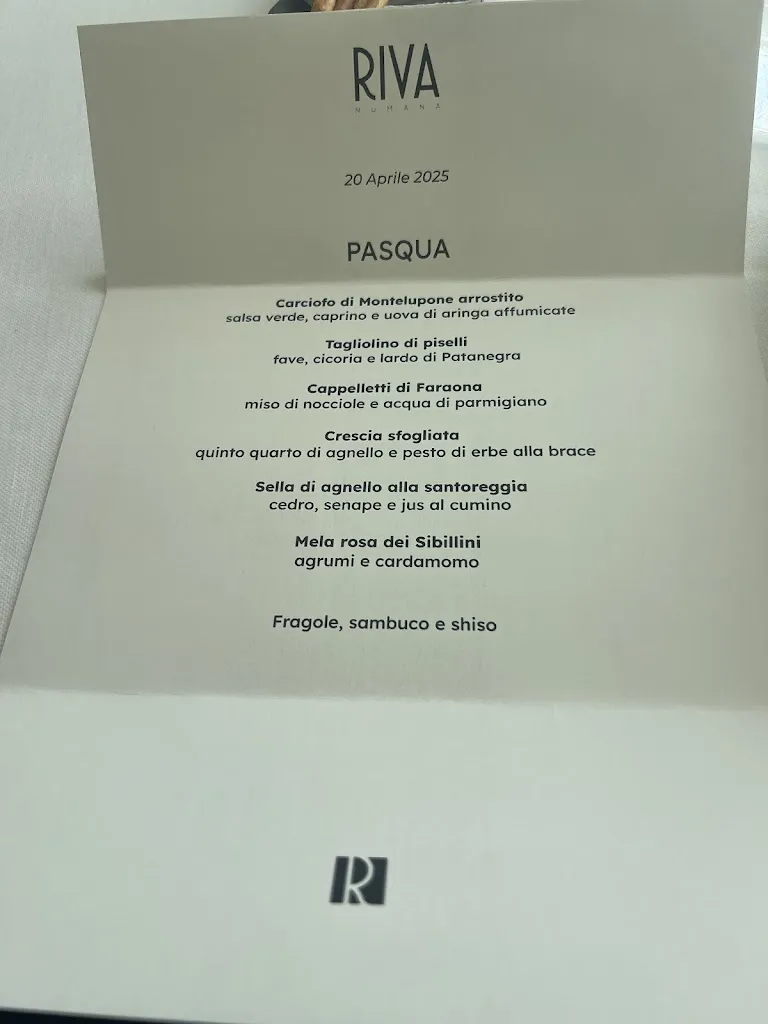 RIVA
NUMANA
20 Aprile 2025
PASQUA
Carciofo di Montelupone arrostito
salsa verde, caprino e uova di aringa affumicate
Tagliolino di piselli
fave, cicoria e lardo di Patanegra
Cappelletti di Faraona
miso di nocciole e acqua di parmigiano
Crescia sfogliata
quinto quarto di agnello e pesto di erbe alla brace
Sella di agnello alla santoreggia
cedro, senape e jus al cumino
Mela rosa dei Sibillini
agrumi e cardamomo
Fragole, sambuco e shiso
R